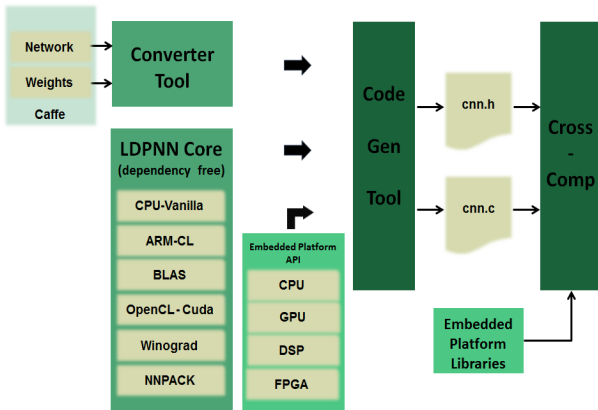 Network
Weights
Caffe
Converter
Tool
LDPNN Core
(dependency free)
CPU-Vanilla
ARM-CL
BLAS
OpenCL-Cuda
Winograd
NNPACK
Embedded Platform
API
CPU
GPU
DSP
FPGA
Code
Gen
Tool
cnn.h
cnn.c
Cross
-
Comp
Embedded
Platform
Libraries